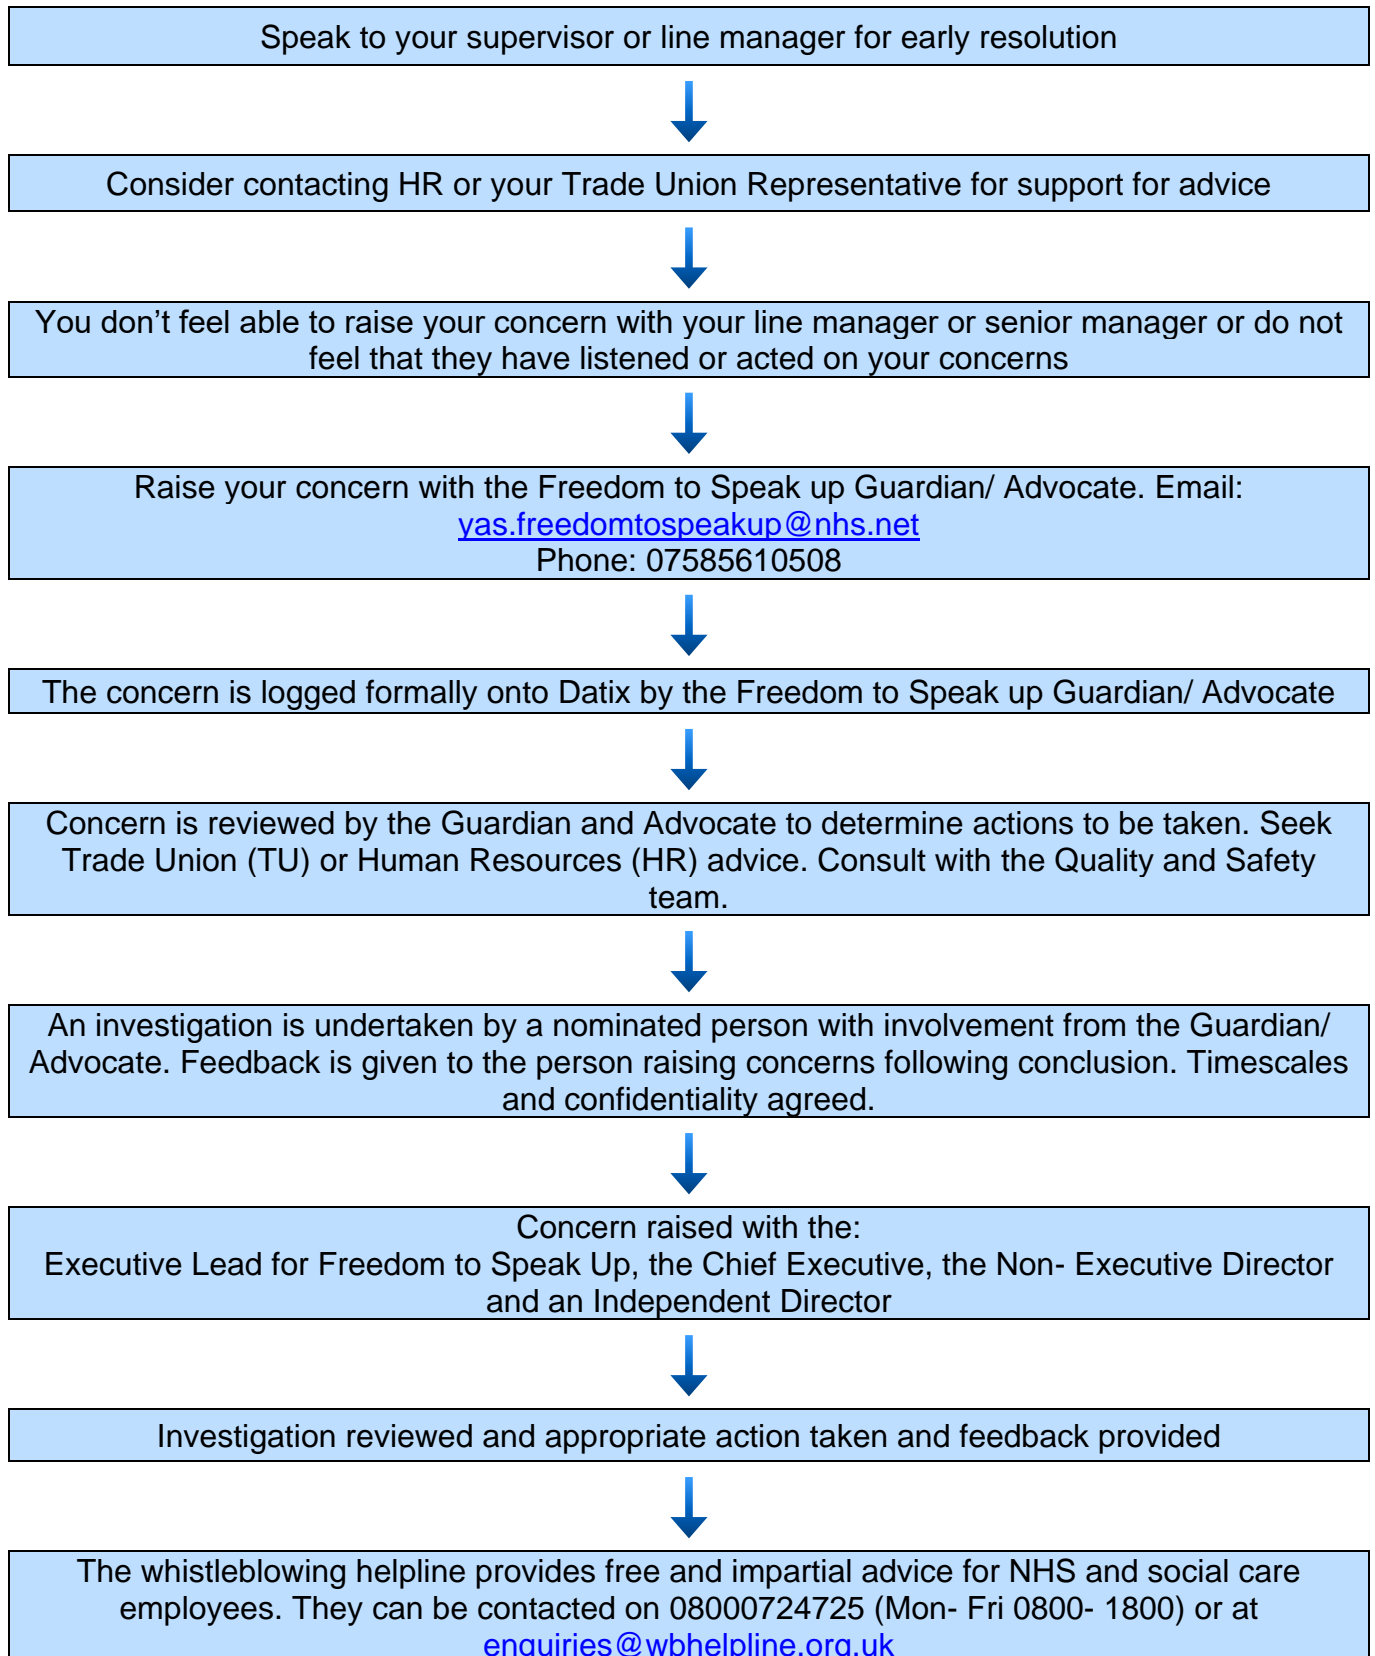 Speak to your supervisor or line manager for early resolution
Consider contacting HR or your Trade Union Representative for support for advice
You don’t feel able to raise your concern with your line manager or senior manager or do not
feel that they have listened or acted on your concerns
Raise your concern with the Freedom to Speak up Guardian/ Advocate. Email:
yas.freedomtospeakup@nhs.net
Phone: 07585610508
The concern is logged formally onto Datix by the Freedom to Speak up Guardian/ Advocate
Concern is reviewed by the Guardian and Advocate to determine actions to be taken. Seek
Trade Union (TU) or Human Resources (HR) advice. Consult with the Quality and Safety
team.
An investigation is undertaken by a nominated person with involvement from the Guardian/
Advocate. Feedback is given to the person raising concerns following conclusion. Timescales
and confidentiality agreed.
Concern raised with the:
Executive Lead for Freedom to Speak Up, the Chief Executive, the Non- Executive Director
and an Independent Director
Investigation reviewed and appropriate action taken and feedback provided
The whistleblowing helpline provides free and impartial advice for NHS and social care
employees. They can be contacted on 08000724725 (Mon- Fri 0800- 1800) or at
enquiries@wbhelpline.org.uk